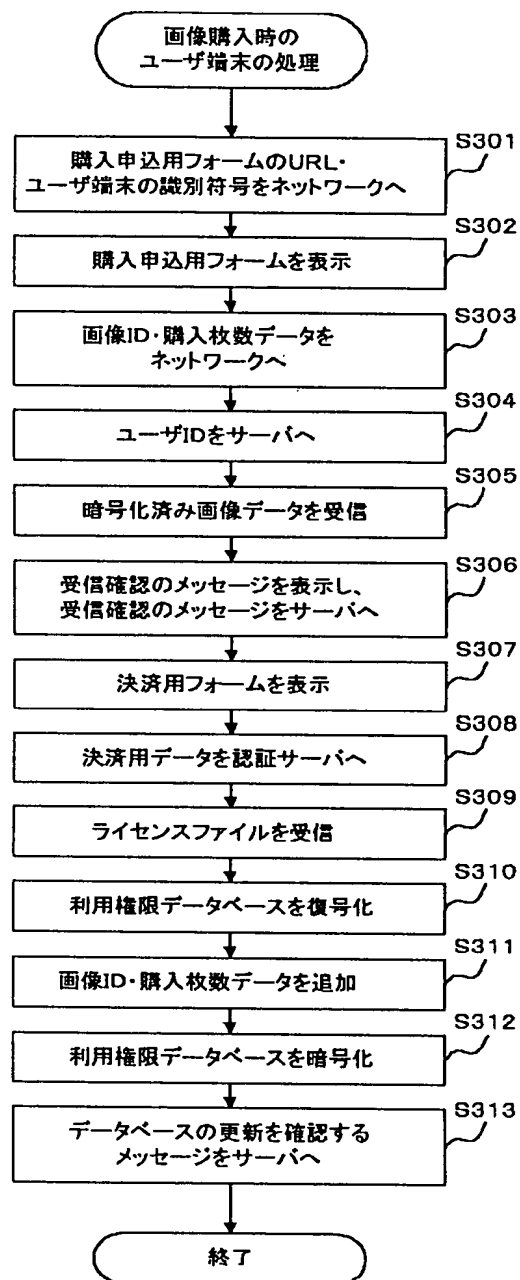 画像購入時の
ユーザ端末の処理
S301
購入申込用フォームのURL・
ユーザ端末の識別符号をネットワークへ
S302
購入申込用フォームを表示
S303
画像ID・購入枚数データを
ネットワークへ
S304
ユーザIDをサーバへ
S305
暗号化済み画像データを受信
S306
受信確認のメッセージを表示し、
受信確認のメッセージをサーバへ
S307
決済用フォームを表示
S308
決済用データを認証サーバへ
S309
ライセンスファイルを受信
S310
利用権限データベースを復号化
S311
画像ID・購入枚数データを追加
S312
利用権限データベースを暗号化
S313
データベースの更新を確認する
メッセージをサーバへ
終了